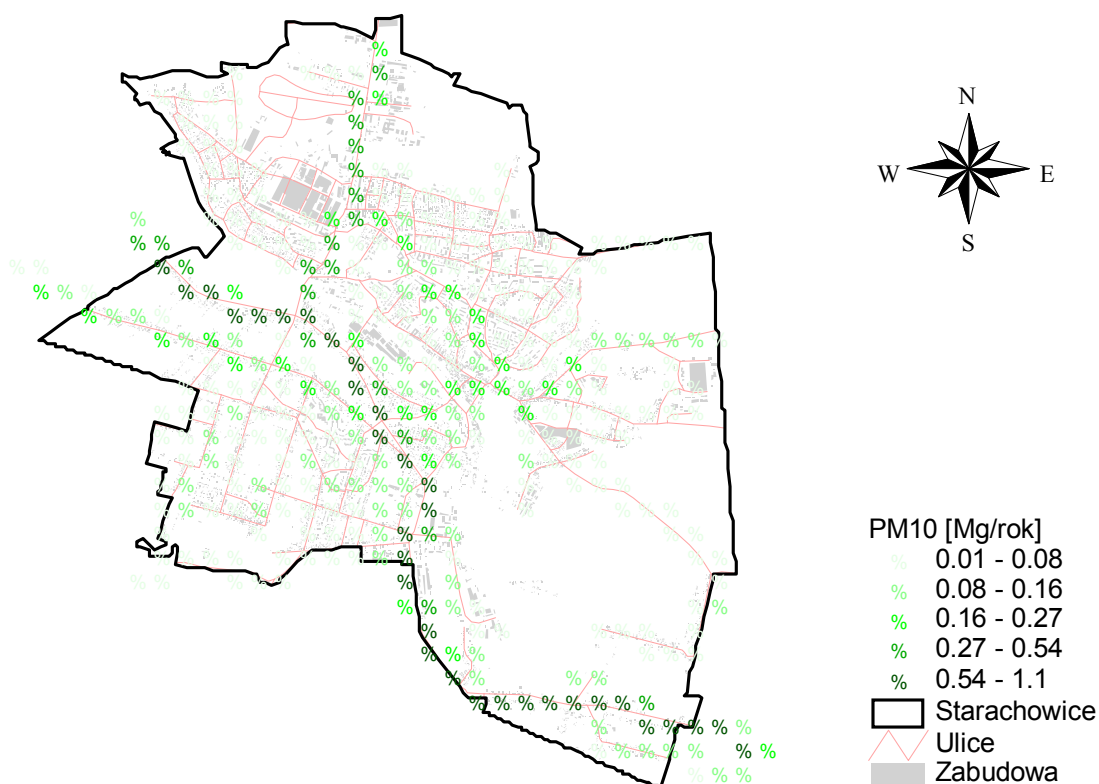 N
W E
S
PM10 [Mg/rok]
% 0.01 - 0.08
% 0.08 - 0.16
% 0.16 - 0.27
% 0.27 - 0.54
% 0.54 - 1.1
Starachowice
Ulice
Zabudowa